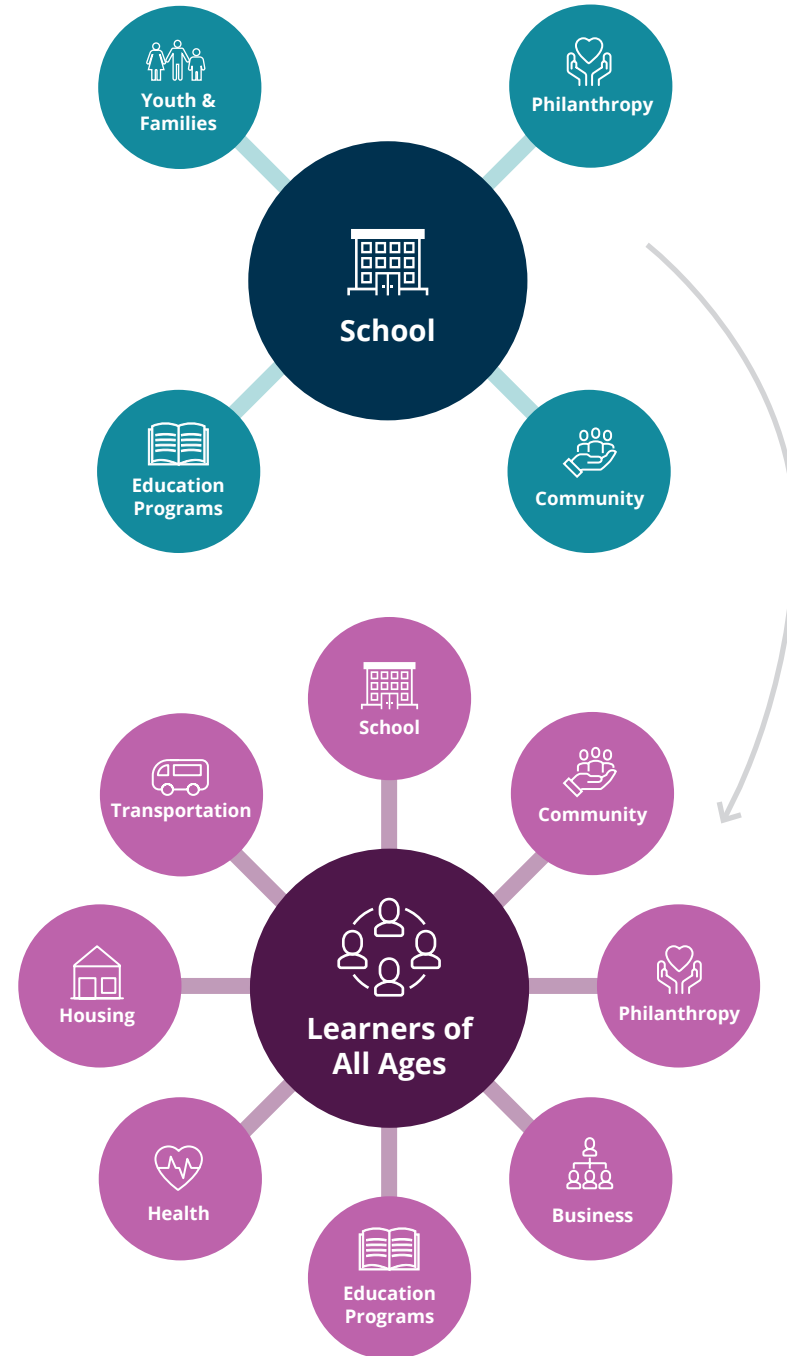 Youth &
Families
Philanthropy
School
Education
Programs
Community
School
Transportation
Community
Learners of
All Ages
Housing
Philanthropy
Health
Business
Education
Programs